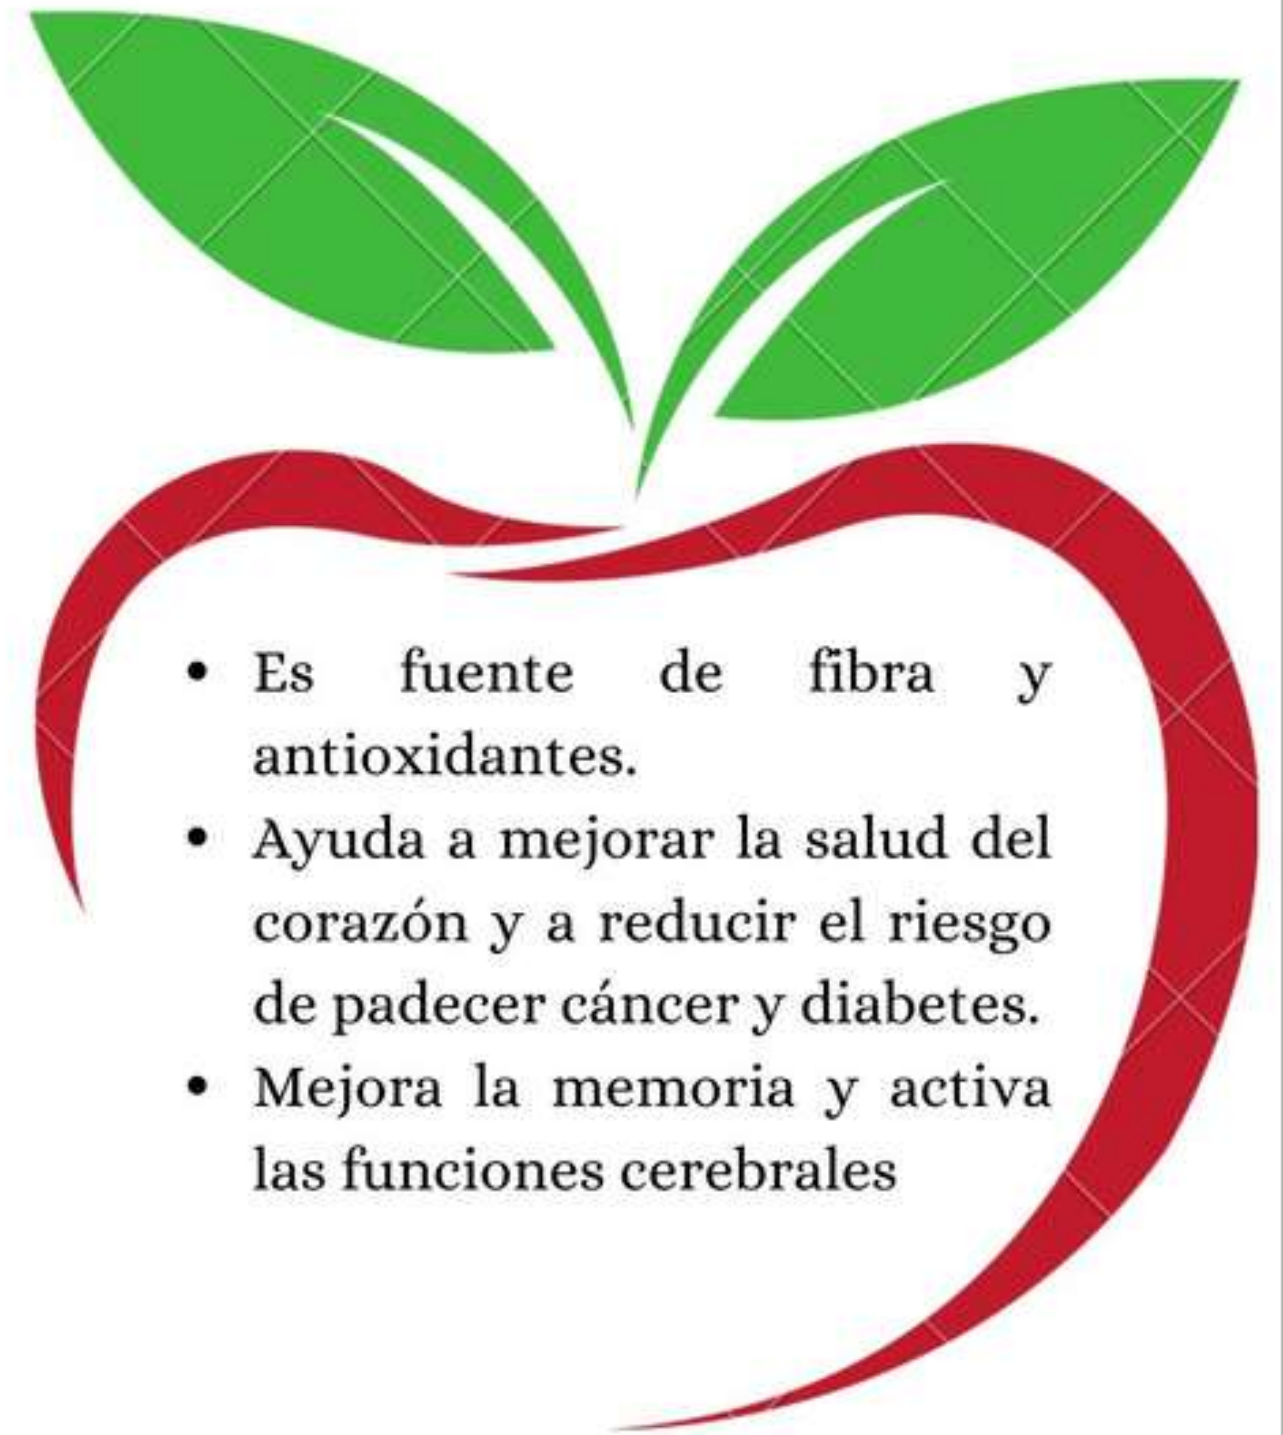 • Es fuente de fibra y
antioxidantes.
• Ayuda a mejorar la salud del
corazón y a reducir el riesgo
de padecer cáncer y diabetes.
• Mejora la memoria y activa
las funciones cerebrales